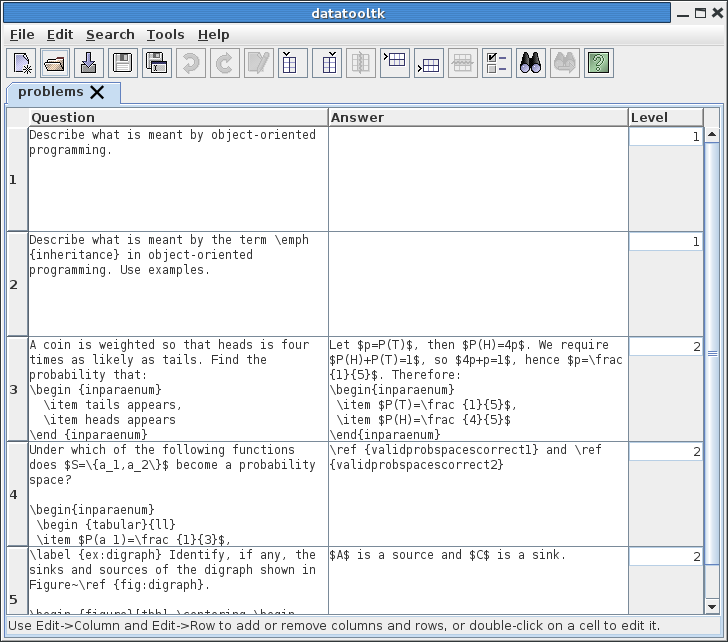 datatooltk
File Edit Search Tools Help
problems
Question Answer Level
1
Describe what is meant by object-oriented
programming.
1
2
Describe what is meant by the term \emph
{inheritance} in object-oriented
programming. Use examples.
1
3
A coin is weighted so that heads is four
times as likely as tails. Find the
probability that:
\begin {inparaenum}
\item tails appears,
\item heads appears
\end {inparaenum}
Let $p=P(T)$, then $P(H)=4p$. We require
$P(H)+P(T)=1$, so $4p+p=1$, hence $p=\frac
{1}{5}$. Therefore:
\begin{inparaenum}
\item $P(T)=\frac {1}{5}$,
\item $P(H)=\frac {4}{5}$
\end{inparaenum}
2
4
Under which of the following functions
does $S=\{a_1,a_2\}$ become a probability
space?
\begin{inparaenum}
\begin {tabular}{ll}
\item $P(a_1)=\frac {1}{3}$,
\ref {validprobspacescorrect1} and \ref
{validprobspacescorrect2}
2
5
\label {ex:digraph} Identify, if any, the
sinks and sources of the digraph shown in
Figure~\ref {fig:digraph}.
\begin {figure}[tbh] \centering \begin
$A$ is a source and $C$ is a sink.
2
Use Edit->Column and Edit->Row to add or remove columns and rows, or double-click on a cell to edit it.